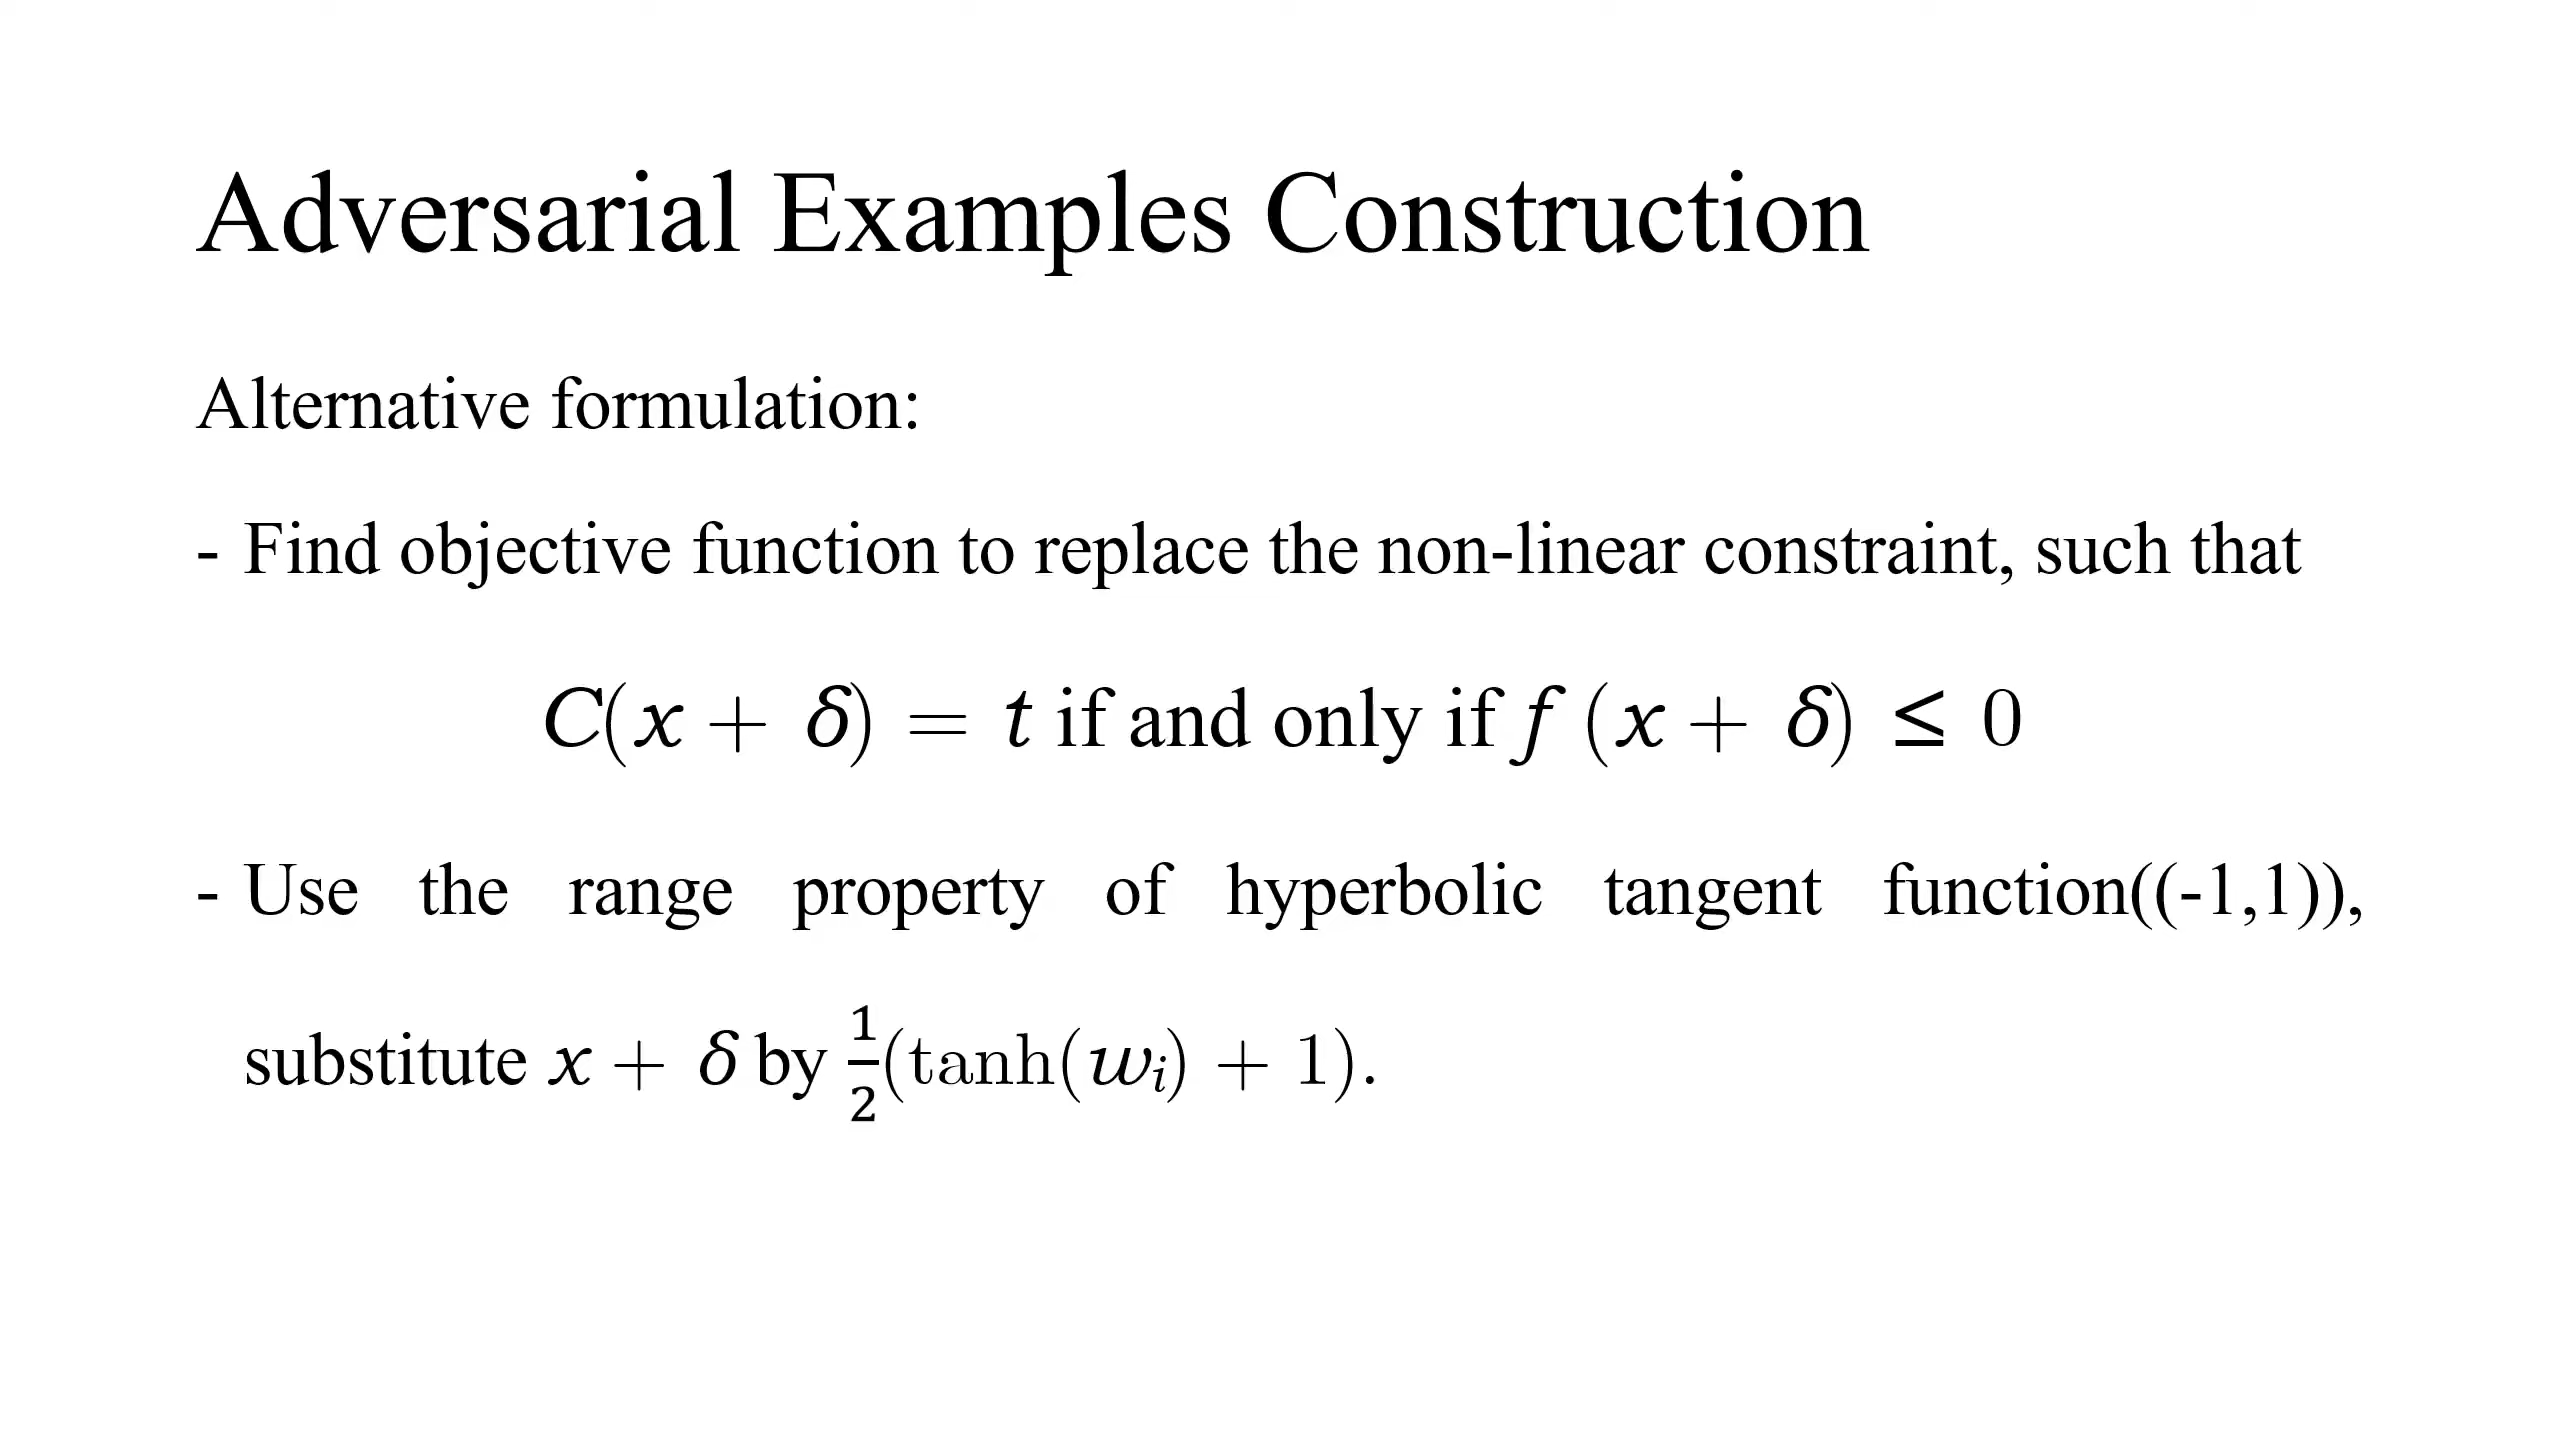 Adversarial Examples Construction
Alternative formulation:
- Find objective function to replace the non-linear constraint, such that
C(x + δ) = t if and only if f (x + δ) ≤ 0
- Use the range property of hyperbolic tangent function((-1,1)),
substitute x + δ by 1/2(tanh(wᵢ) + 1).